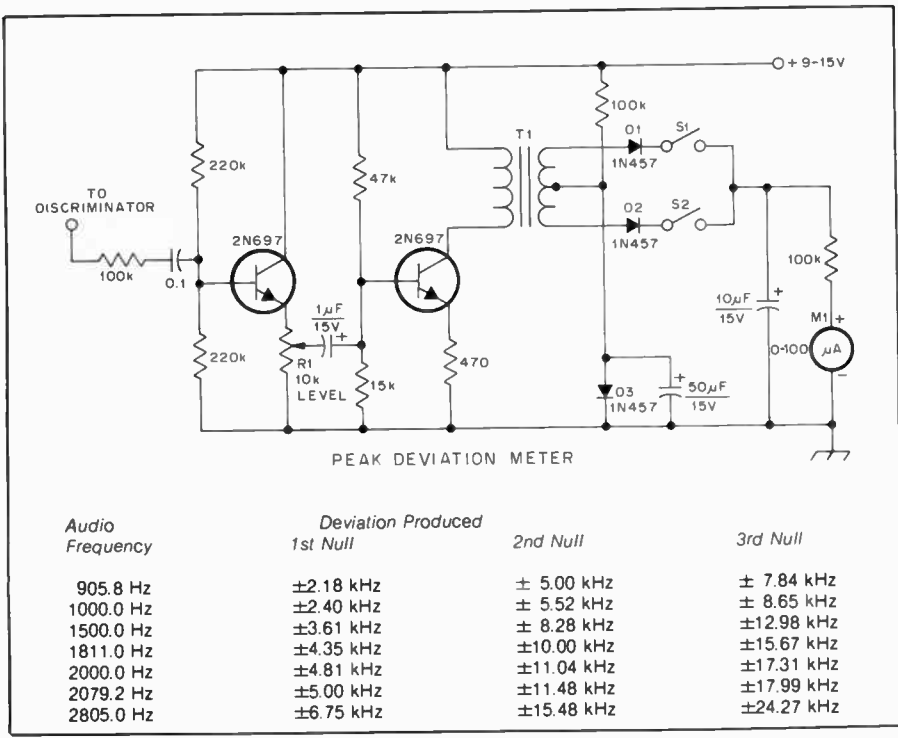 + 9-15V
100k
T1
D1
S1
1N457
220k
47k
TO
DISCRIMINATOR
D2
S2
1N457
2N697
2N697
100k
0.1
100k
1µF
15V
10µF
15V
M1
+
0-100
µA
-
220k
R1
10k
LEVEL
15k
470
D3
1N457
50µF
15V
PEAK DEVIATION METER
Audio Frequency
Deviation Produced
1st Null 2nd Null 3rd Null
905.8 Hz ±2.18 kHz ± 5.00 kHz ± 7.84 kHz
1000.0 Hz ±2.40 kHz ± 5.52 kHz ± 8.65 kHz
1500.0 Hz ±3.61 kHz ± 8.28 kHz ±12.98 kHz
1811.0 Hz ±4.35 kHz ±10.00 kHz ±15.67 kHz
2000.0 Hz ±4.81 kHz ±11.04 kHz ±17.31 kHz
2079.2 Hz ±5.00 kHz ±11.48 kHz ±17.99 kHz
2805.0 Hz ±6.75 kHz ±15.48 kHz ±24.27 kHz